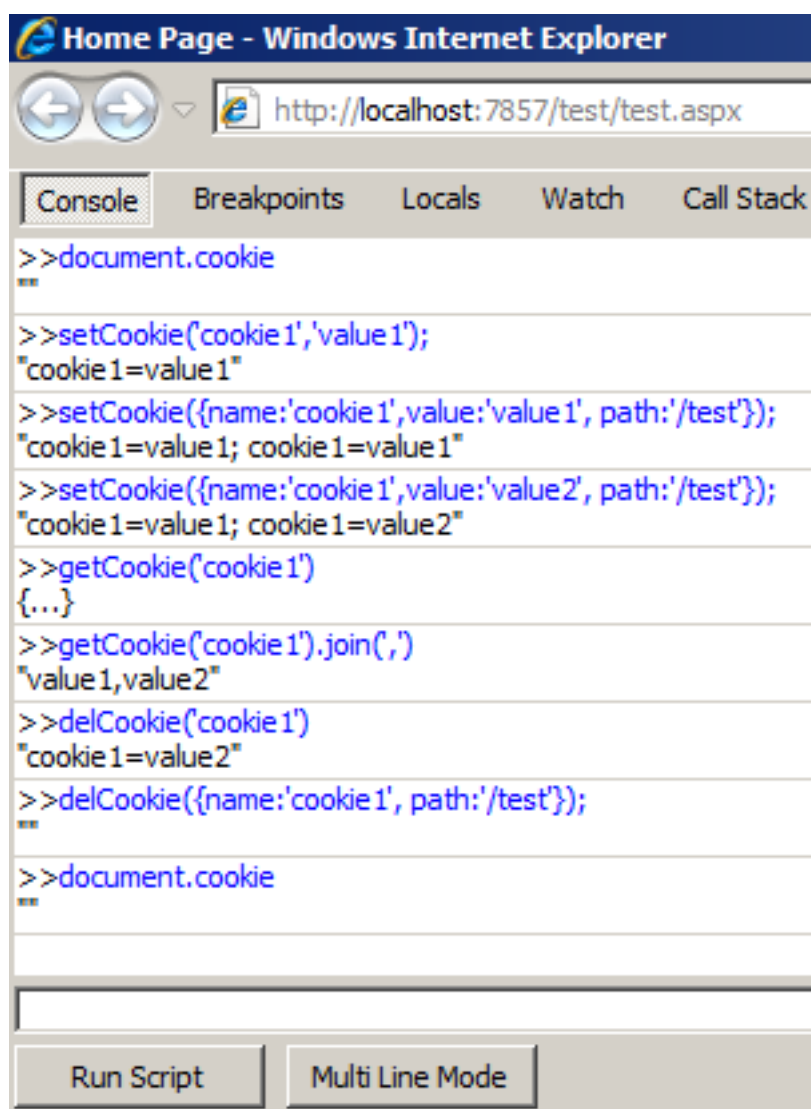 Home Page - Windows Internet Explorer
http://localhost:7857/test/test.aspx
Console Breakpoints Locals Watch Call Stack
>>document.cookie
""
>>setCookie('cookie1','value1');
"cookie1=value1"
>>setCookie({name:'cookie1',value:'value1', path:'/test'});
"cookie1=value1; cookie1=value1"
>>setCookie({name:'cookie1',value:'value2', path:'/test'});
"cookie1=value1; cookie1=value2"
>>getCookie('cookie1')
{...}
>>getCookie('cookie1').join(',')
"value1,value2"
>>delCookie('cookie1')
"cookie1=value2"
>>delCookie({name:'cookie1', path:'/test'});
""
>>document.cookie
""
Run Script Multi Line Mode